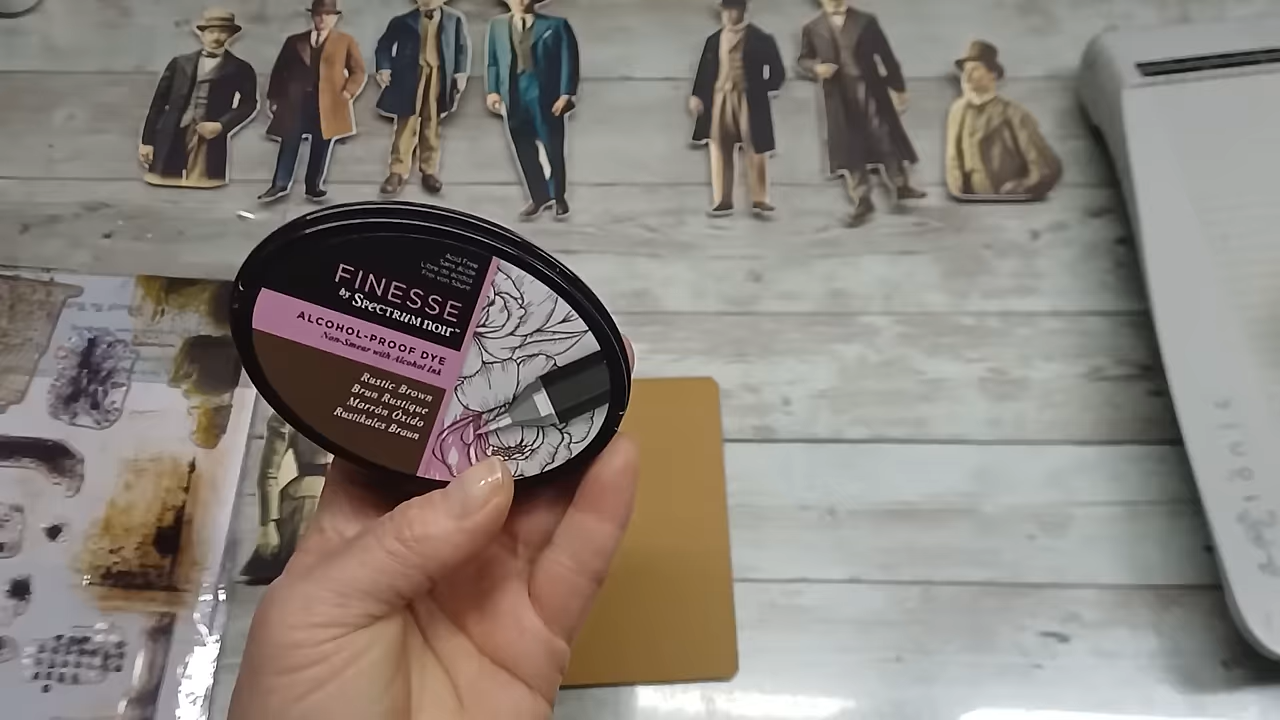 Acid Free
Sans Acide
Libre de ácidos
Frei von Säure
FINESSE
by SPECTRUM NOIR™
ALCOHOL-PROOF DYE
Non-Smear with Alcohol Ink
Rustic Brown
Brun Rustique
Marrón Óxido
Rustikales Braun